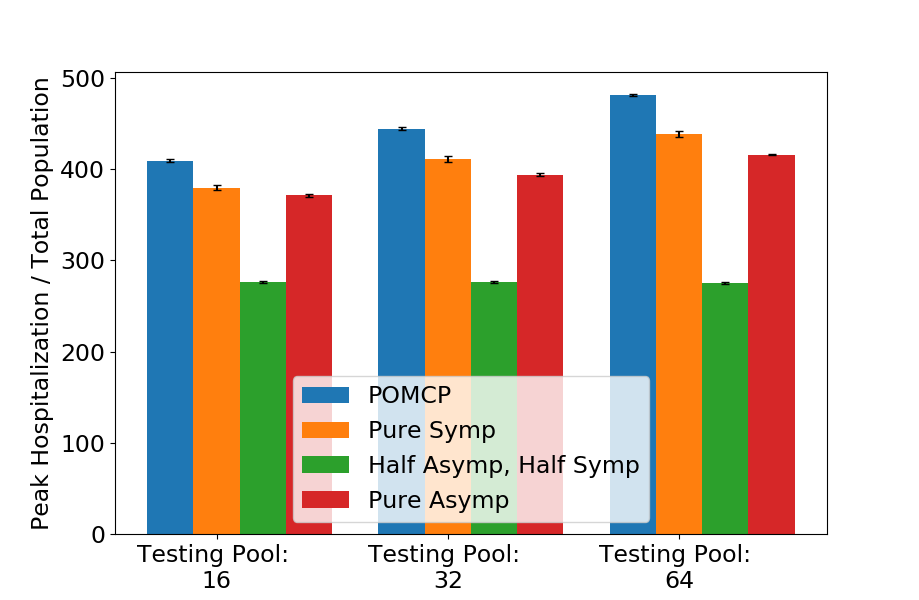 Peak Hospitalization / Total Population
500
400
300
200
100
0
POMCP
Pure Symp
Half Asymp, Half Symp
Pure Asymp
Testing Pool:
16
Testing Pool:
32
Testing Pool:
64